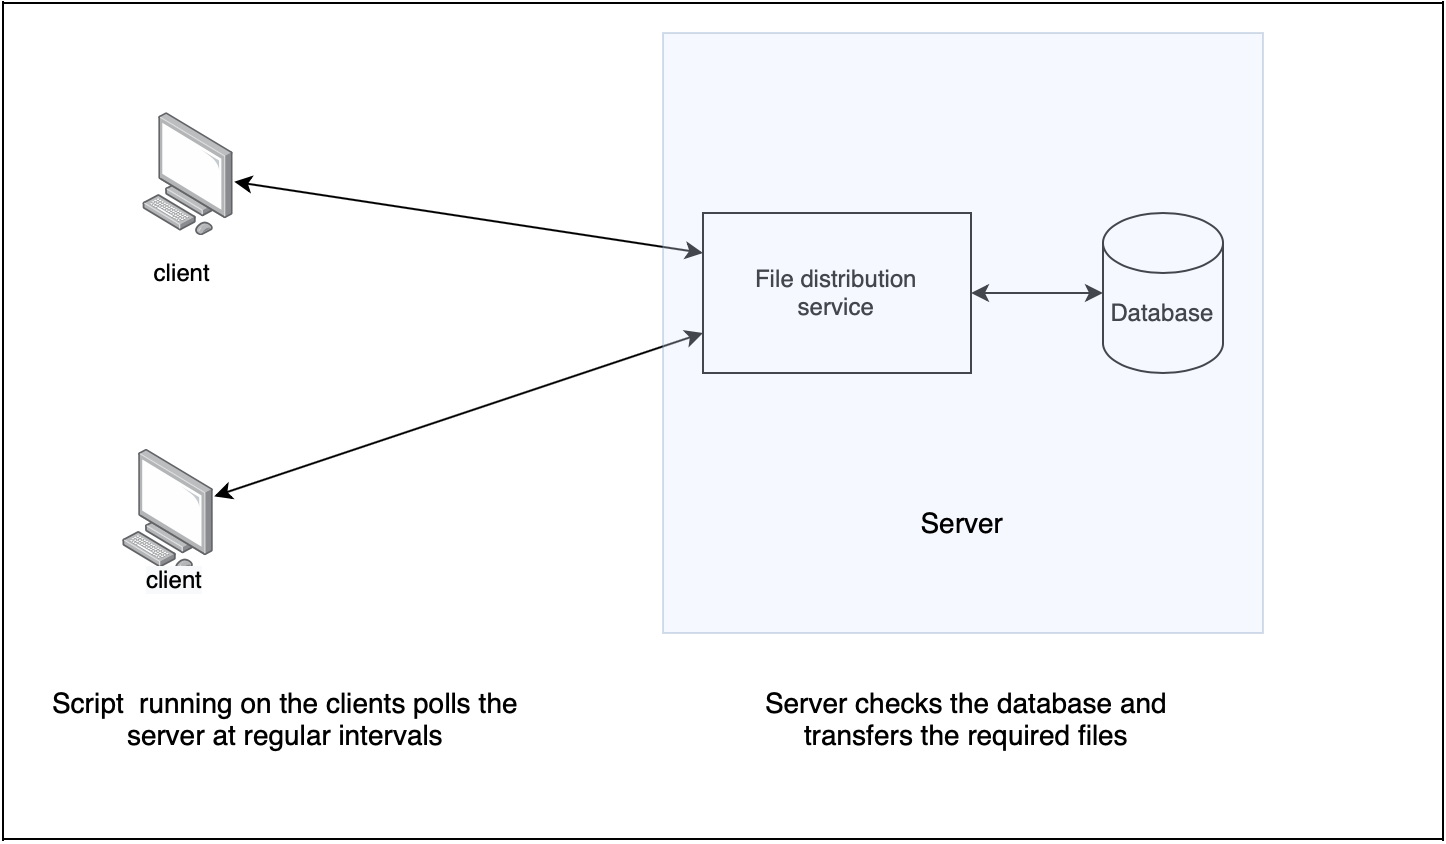 client
File distribution
service
Database
Server
client
Script  running on the clients polls the
server at regular intervals
Server checks the database and
transfers the required files